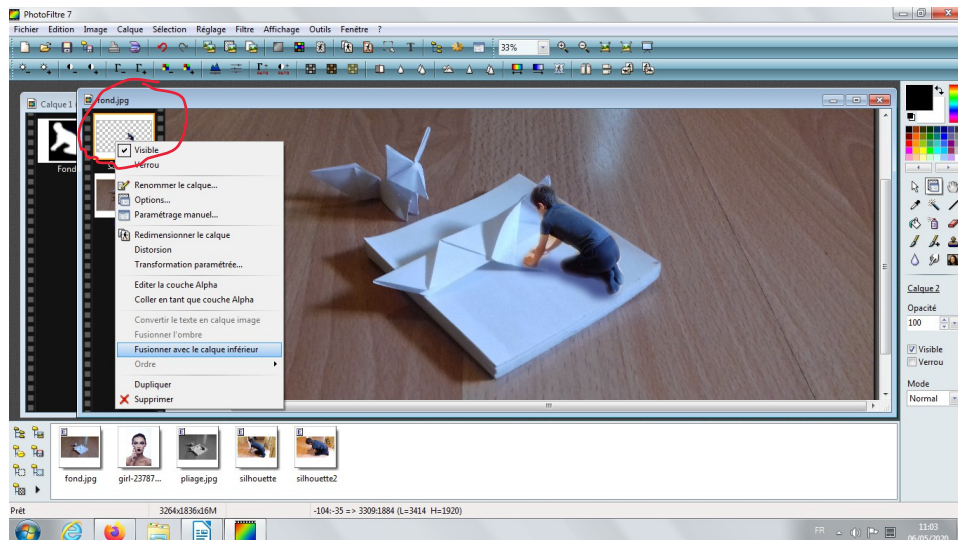 PhotoFiltre 7
Fichier Edition Image Calque Sélection Réglage Filtre Affichage Outils Fenêtre ?
33%
Calque 1
fond.jpg
Fond
Visible
Verrou
Renommer le calque...
Options...
Paramétrage manuel...
Redimensionner le calque
Distorsion
Transformation paramétrée...
Editer la couche Alpha
Coller en tant que couche Alpha
Convertir le texte en calque image
Fusionner l'ombre
Fusionner avec le calque inférieur
Ordre
Dupliquer
Supprimer
Calque 2
Opacité
100
Visible
Verrou
Mode
Normal
fond.jpg girl-23787... pliage.jpg silhouette silhouette2
Prêt 3264x1836x16M -104:-35 => 3309:1884 (L=3414 H=1920)
FR 11:03
06/05/2020